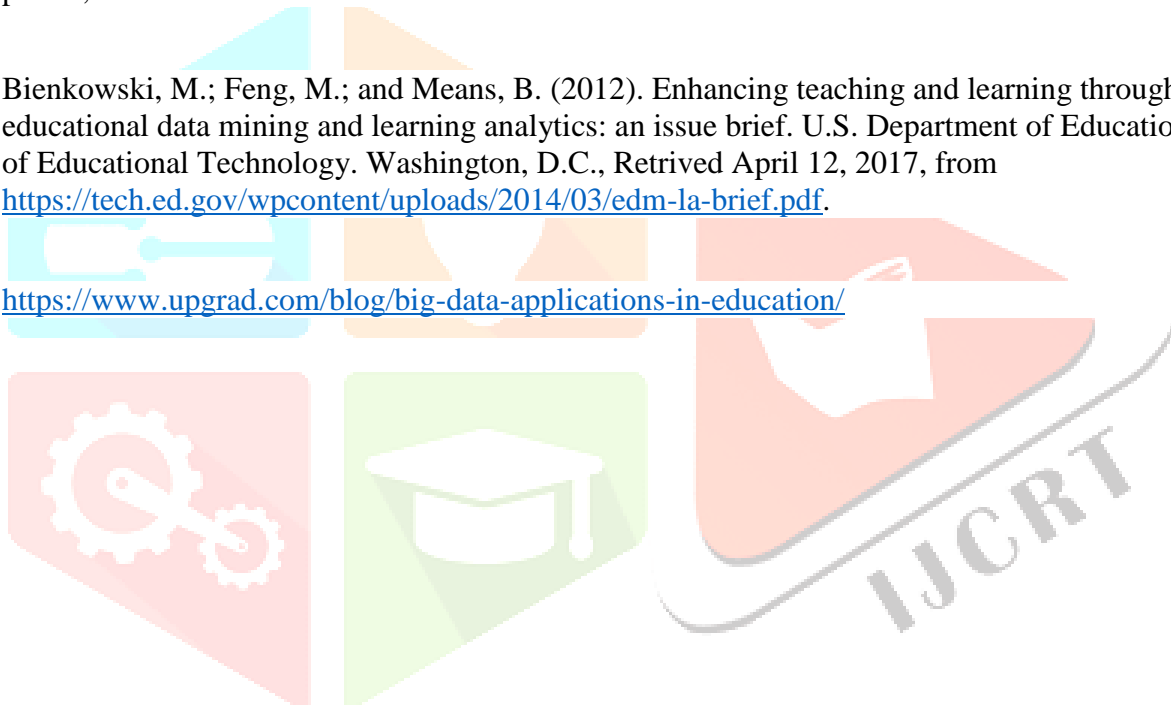 Bienkowski, M.; Feng, M.; and Means, B. (2012). Enhancing teaching and learning through
educational data mining and learning analytics: an issue brief. U.S. Department of Educatio
of Educational Technology. Washington, D.C., Retrived April 12, 2017, from
https://tech.ed.gov/wpcontent/uploads/2014/03/edm-la-brief.pdf.
https://www.upgrad.com/blog/big-data-applications-in-education/
IJCRT